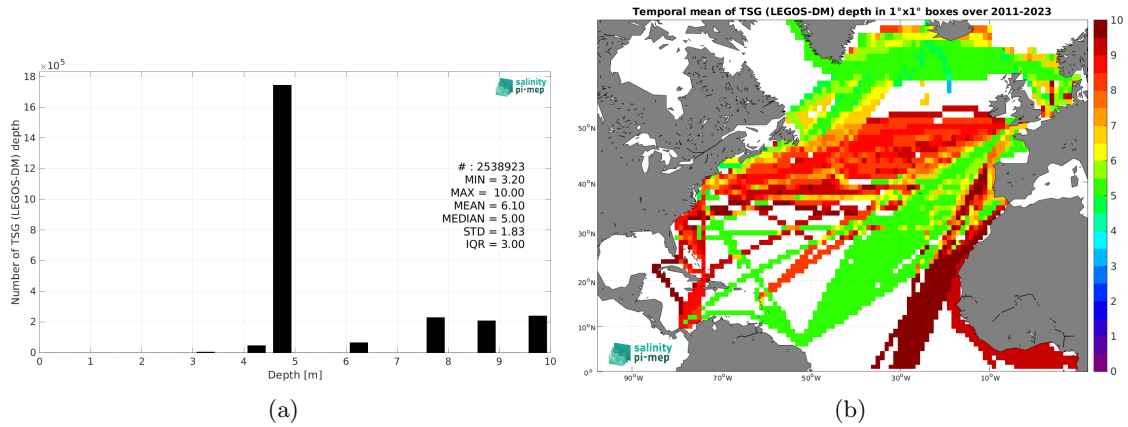 ×10⁵
18
16
14
12
10
8
6
4
2
0
Number of TSG (LEGOS-DM) depth
salinity
pi-mep
# : 2538923
MIN = 3.20
MAX = 10.00
MEAN = 6.10
MEDIAN = 5.00
STD = 1.83
IQR = 3.00
0 1 2 3 4 5 6 7 8 9 10
Depth [m]
(a)
Temporal mean of TSG (LEGOS-DM) depth in 1°x1° boxes over 2011-2023
50°N
40°N
30°N
20°N
10°N
0°
90°W 70°W 50°W 30°W 10°W
salinity
pi-mep
10
9
8
7
6
5
4
3
2
1
0
(b)